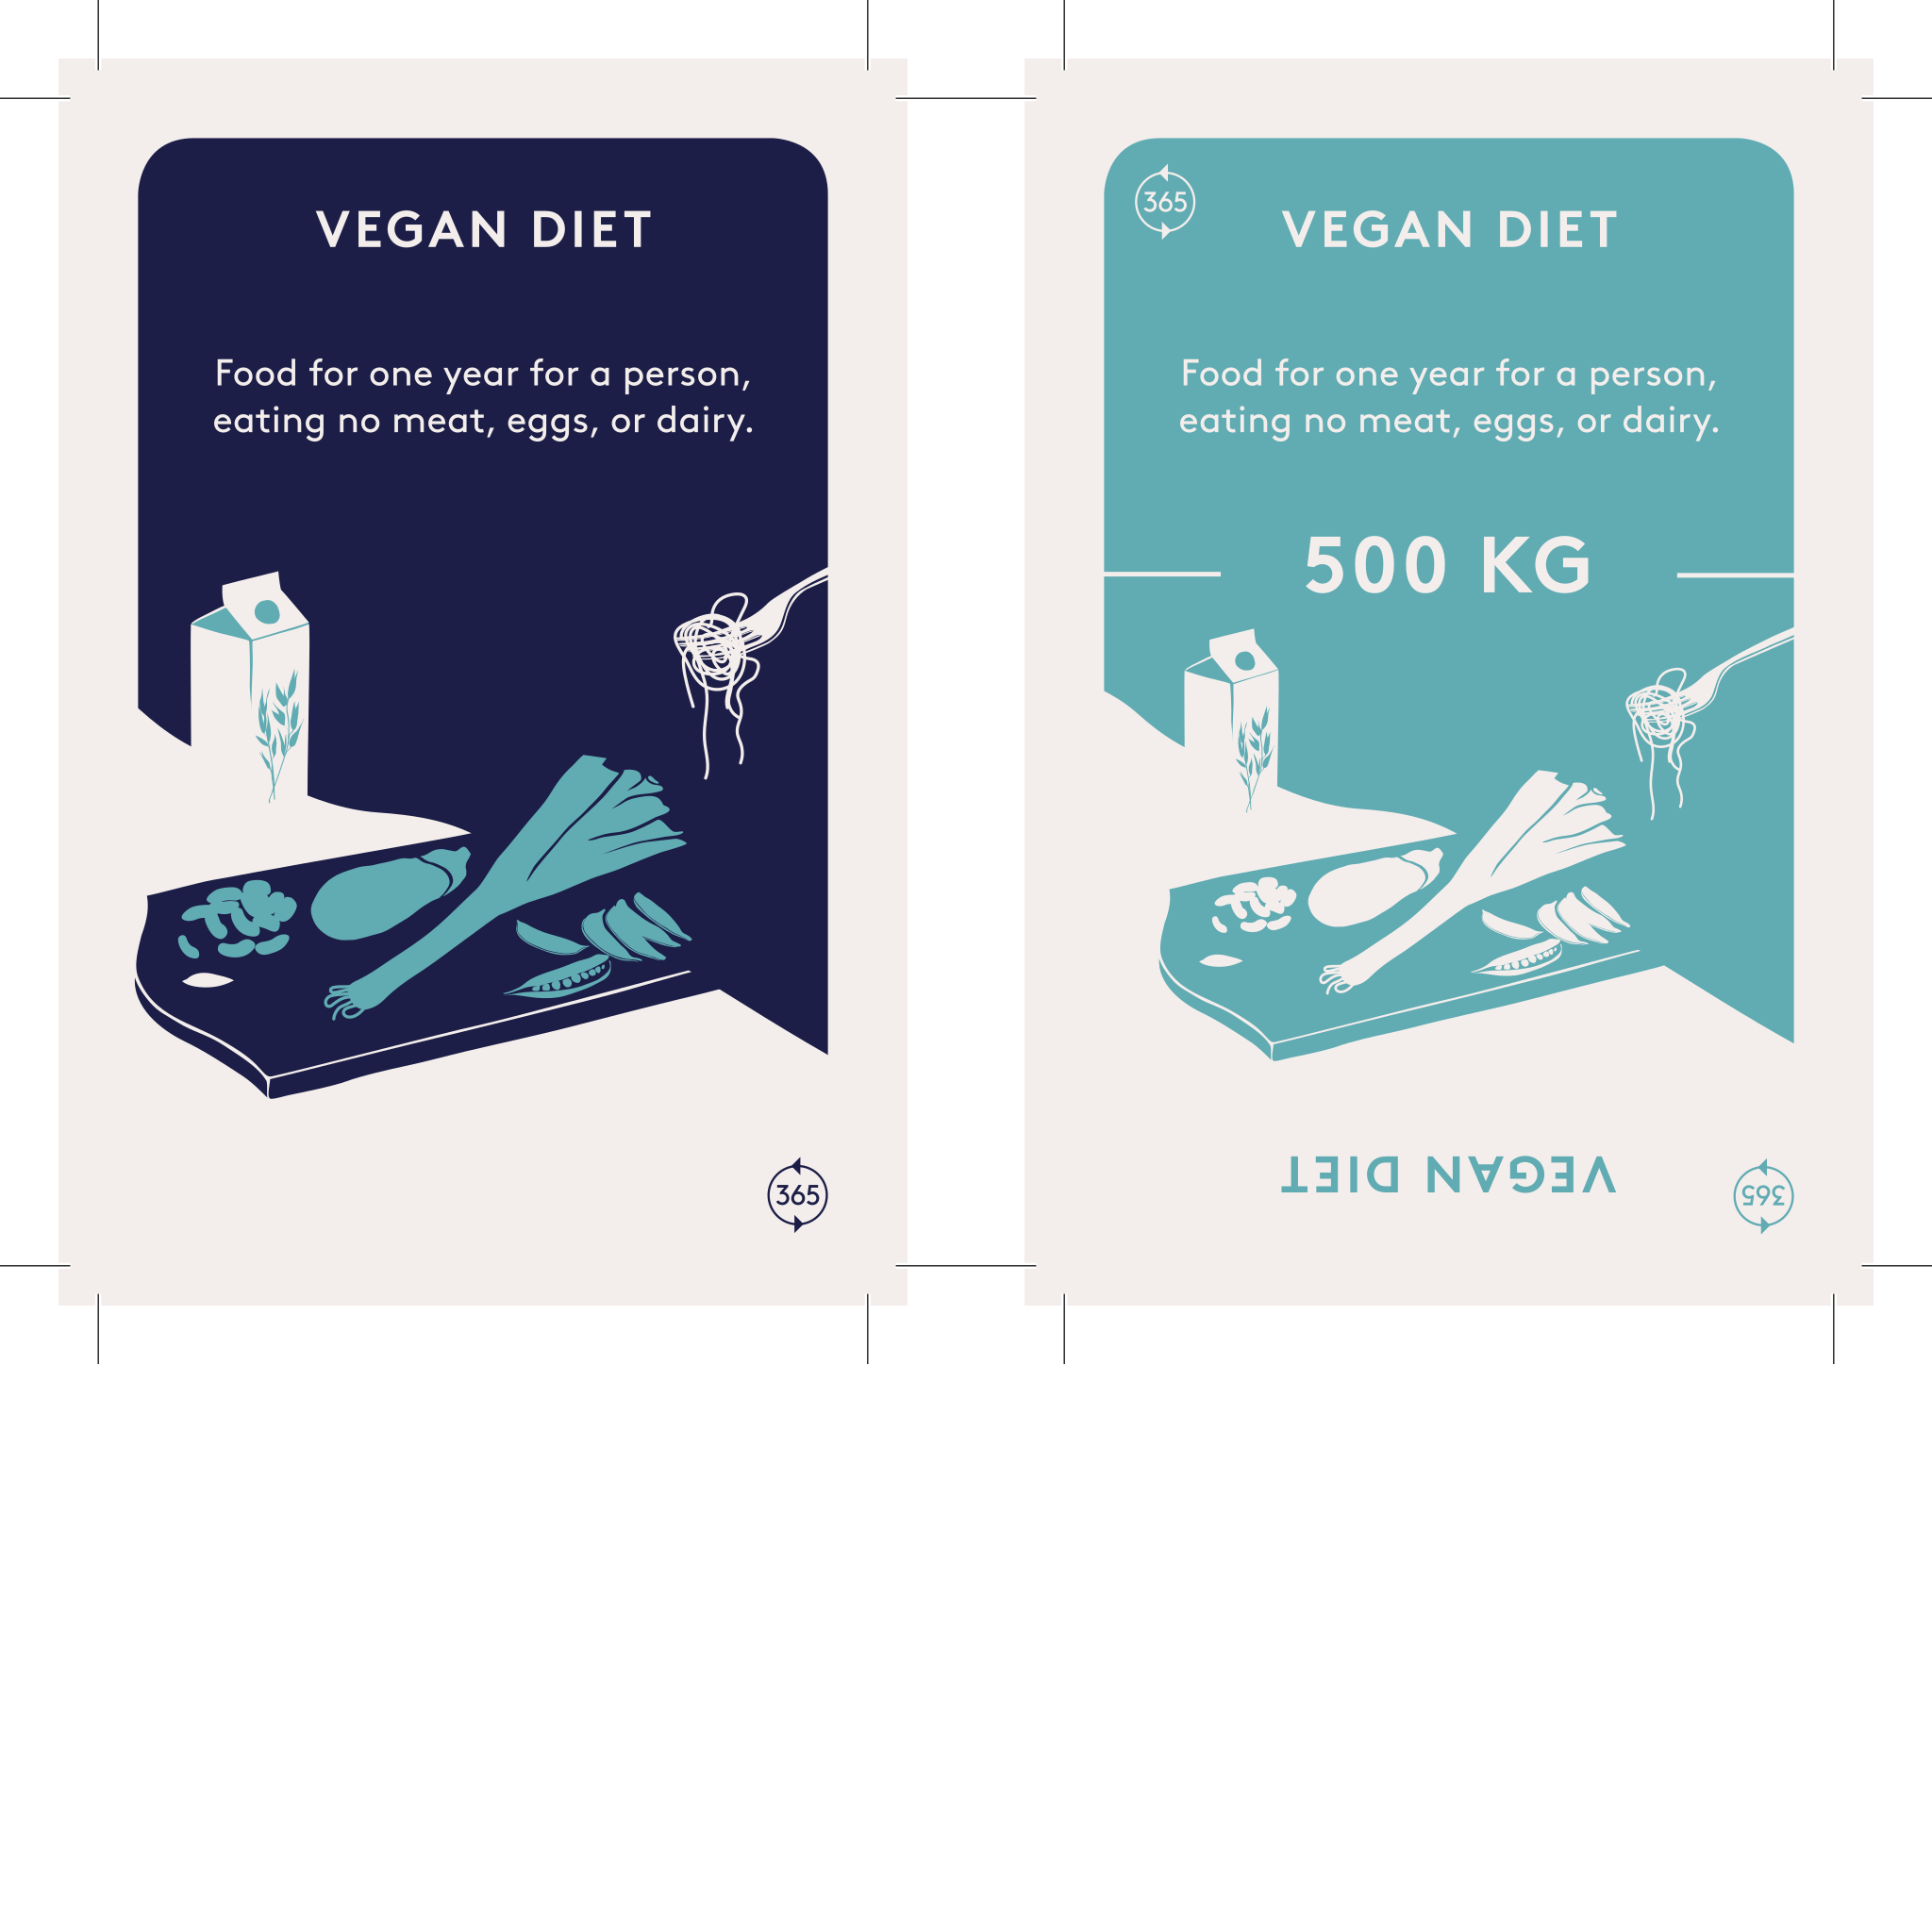 VEGAN DIET
Food for one year for a person,
eating no meat, eggs, or dairy.
365
365
VEGAN DIET
Food for one year for a person,
eating no meat, eggs, or dairy.
500 KG
VEGAN DIET
365